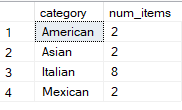 category num_items
1 American 2
2 Asian 2
3 Italian 8
4 Mexican 2